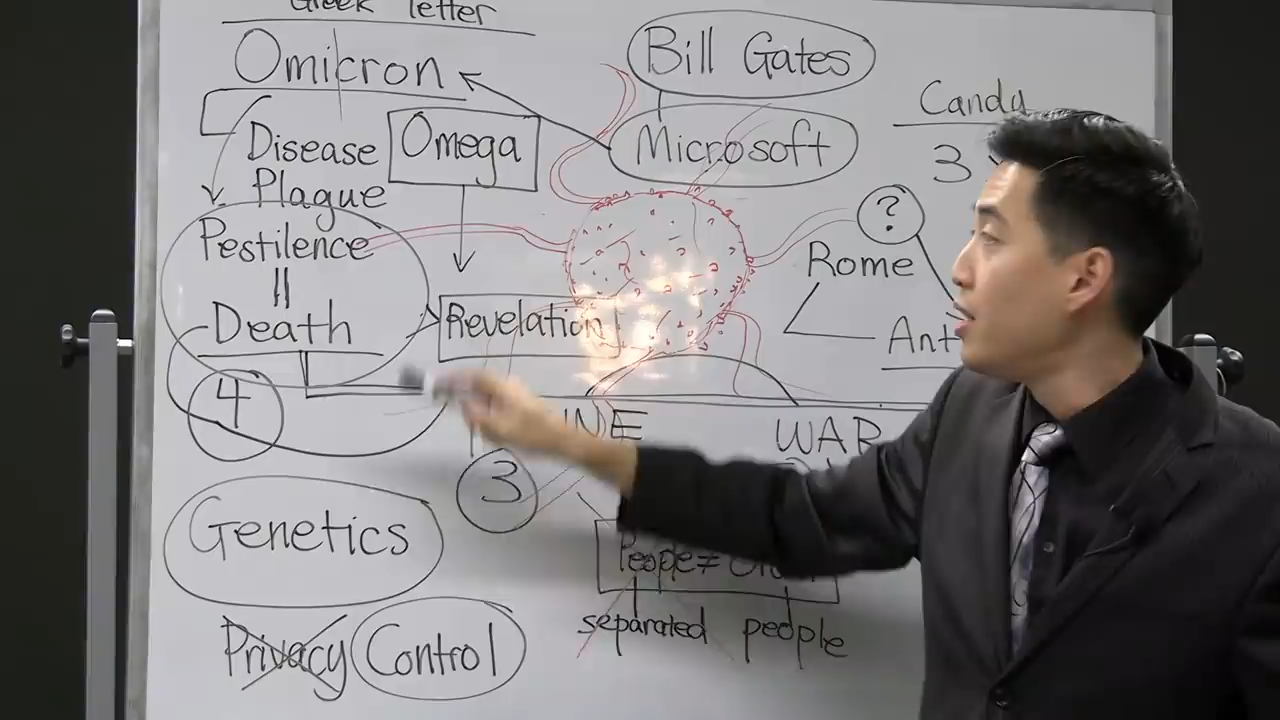 Greek letter
Omicron
Bill Gates
Microsoft
Candy
3
Disease
Plague
Omega
Pestilence
=
Death
4
Revelation
?
Rome
WAR
3
Genetics
People ≠
separated people
Privacy Control